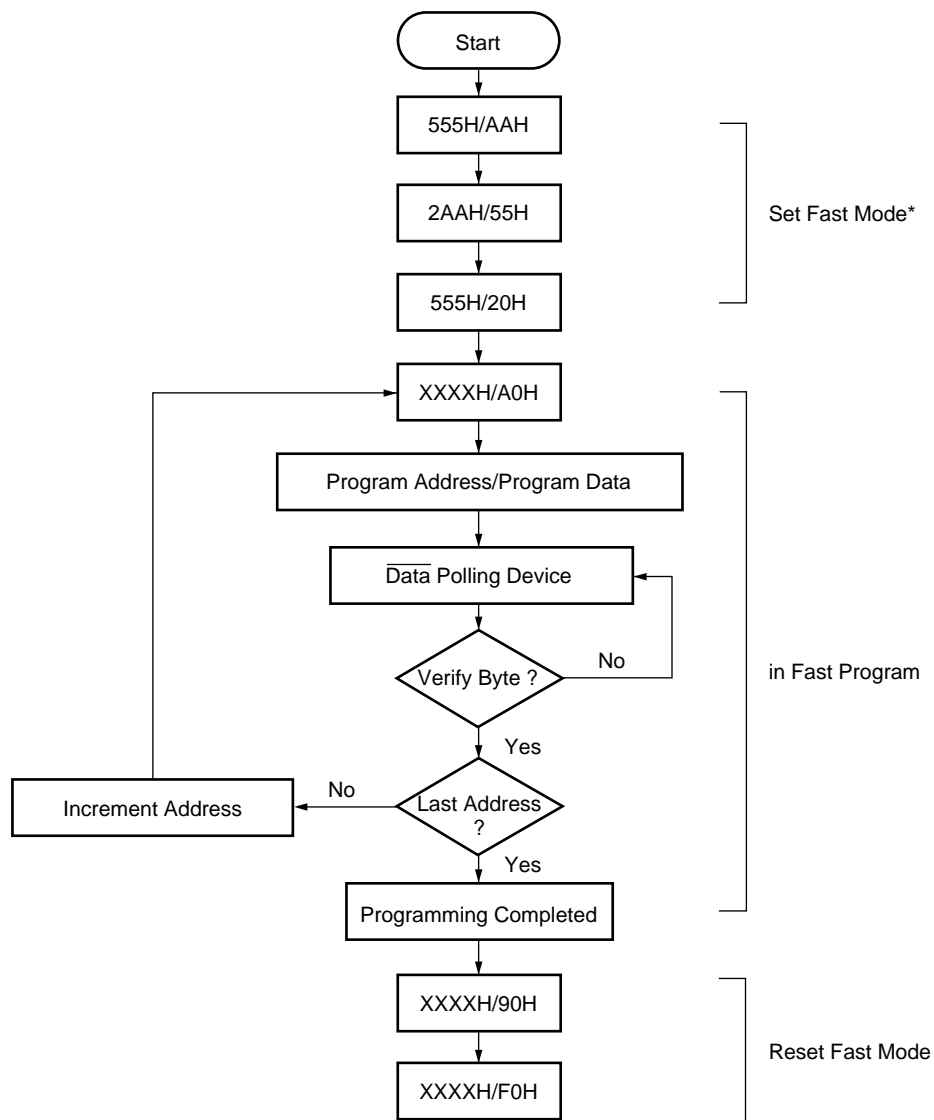 Start
555H/AAH
2AAH/55H
Set Fast Mode*
555H/20H
XXXXH/A0H
Program Address/Program Data
Data Polling Device
Verify Byte ?
No
in Fast Program
Yes
Increment Address
No
Last Address
?
Yes
Programming Completed
XXXXH/90H
Reset Fast Mode
XXXXH/F0H